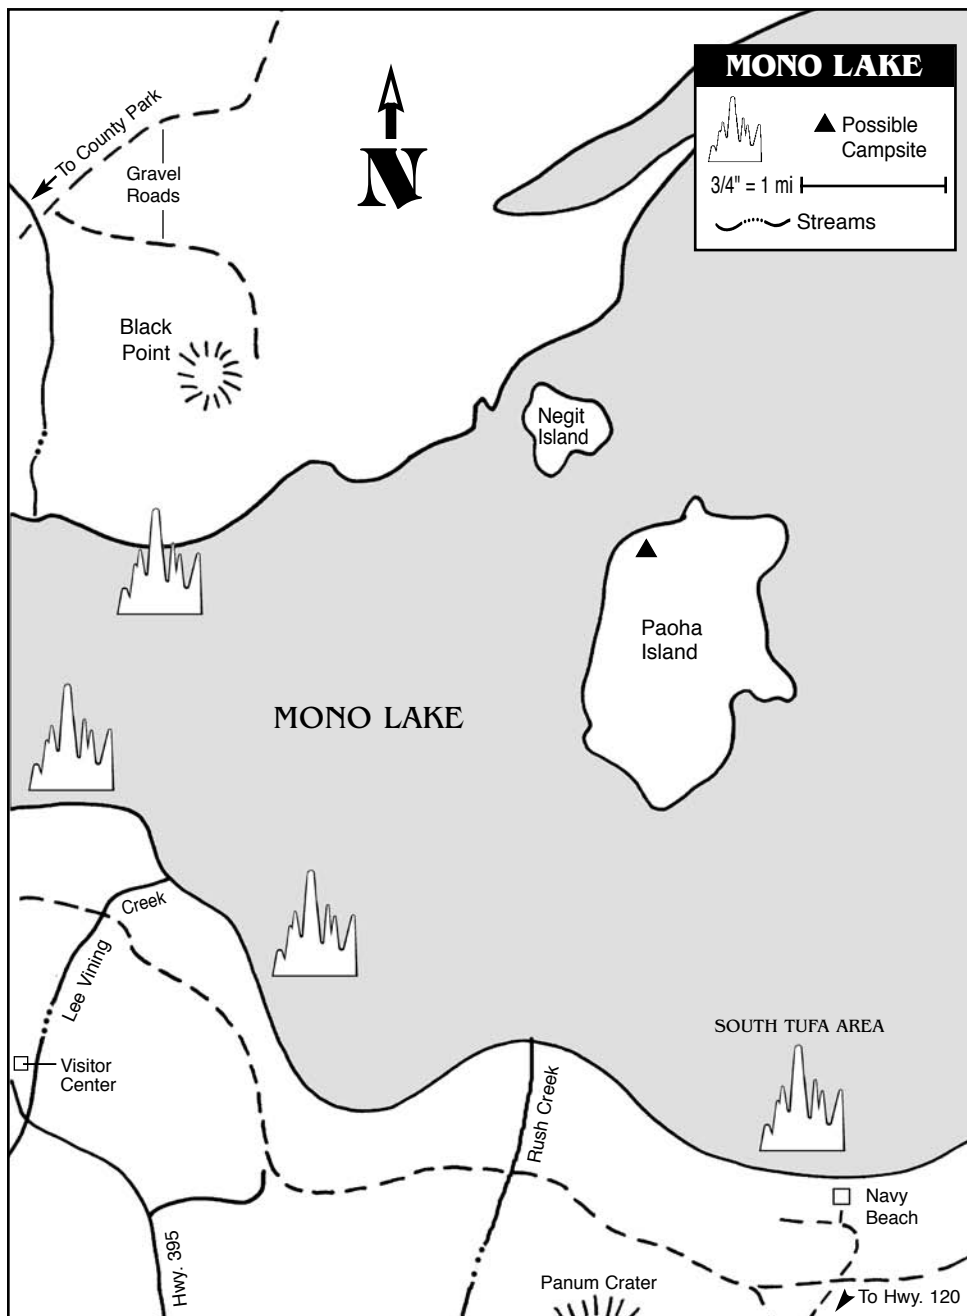 MONO LAKE
Possible
Campsite
3/4" = 1 mi
Streams
To County Park
Gravel
Roads
N
Black
Point
Negit
Island
Paoha
Island
MONO LAKE
Creek
Lee Vining
SOUTH TUFA AREA
Visitor
Center
Rush Creek
Navy
Beach
Hwy. 395
Panum Crater
To Hwy. 120